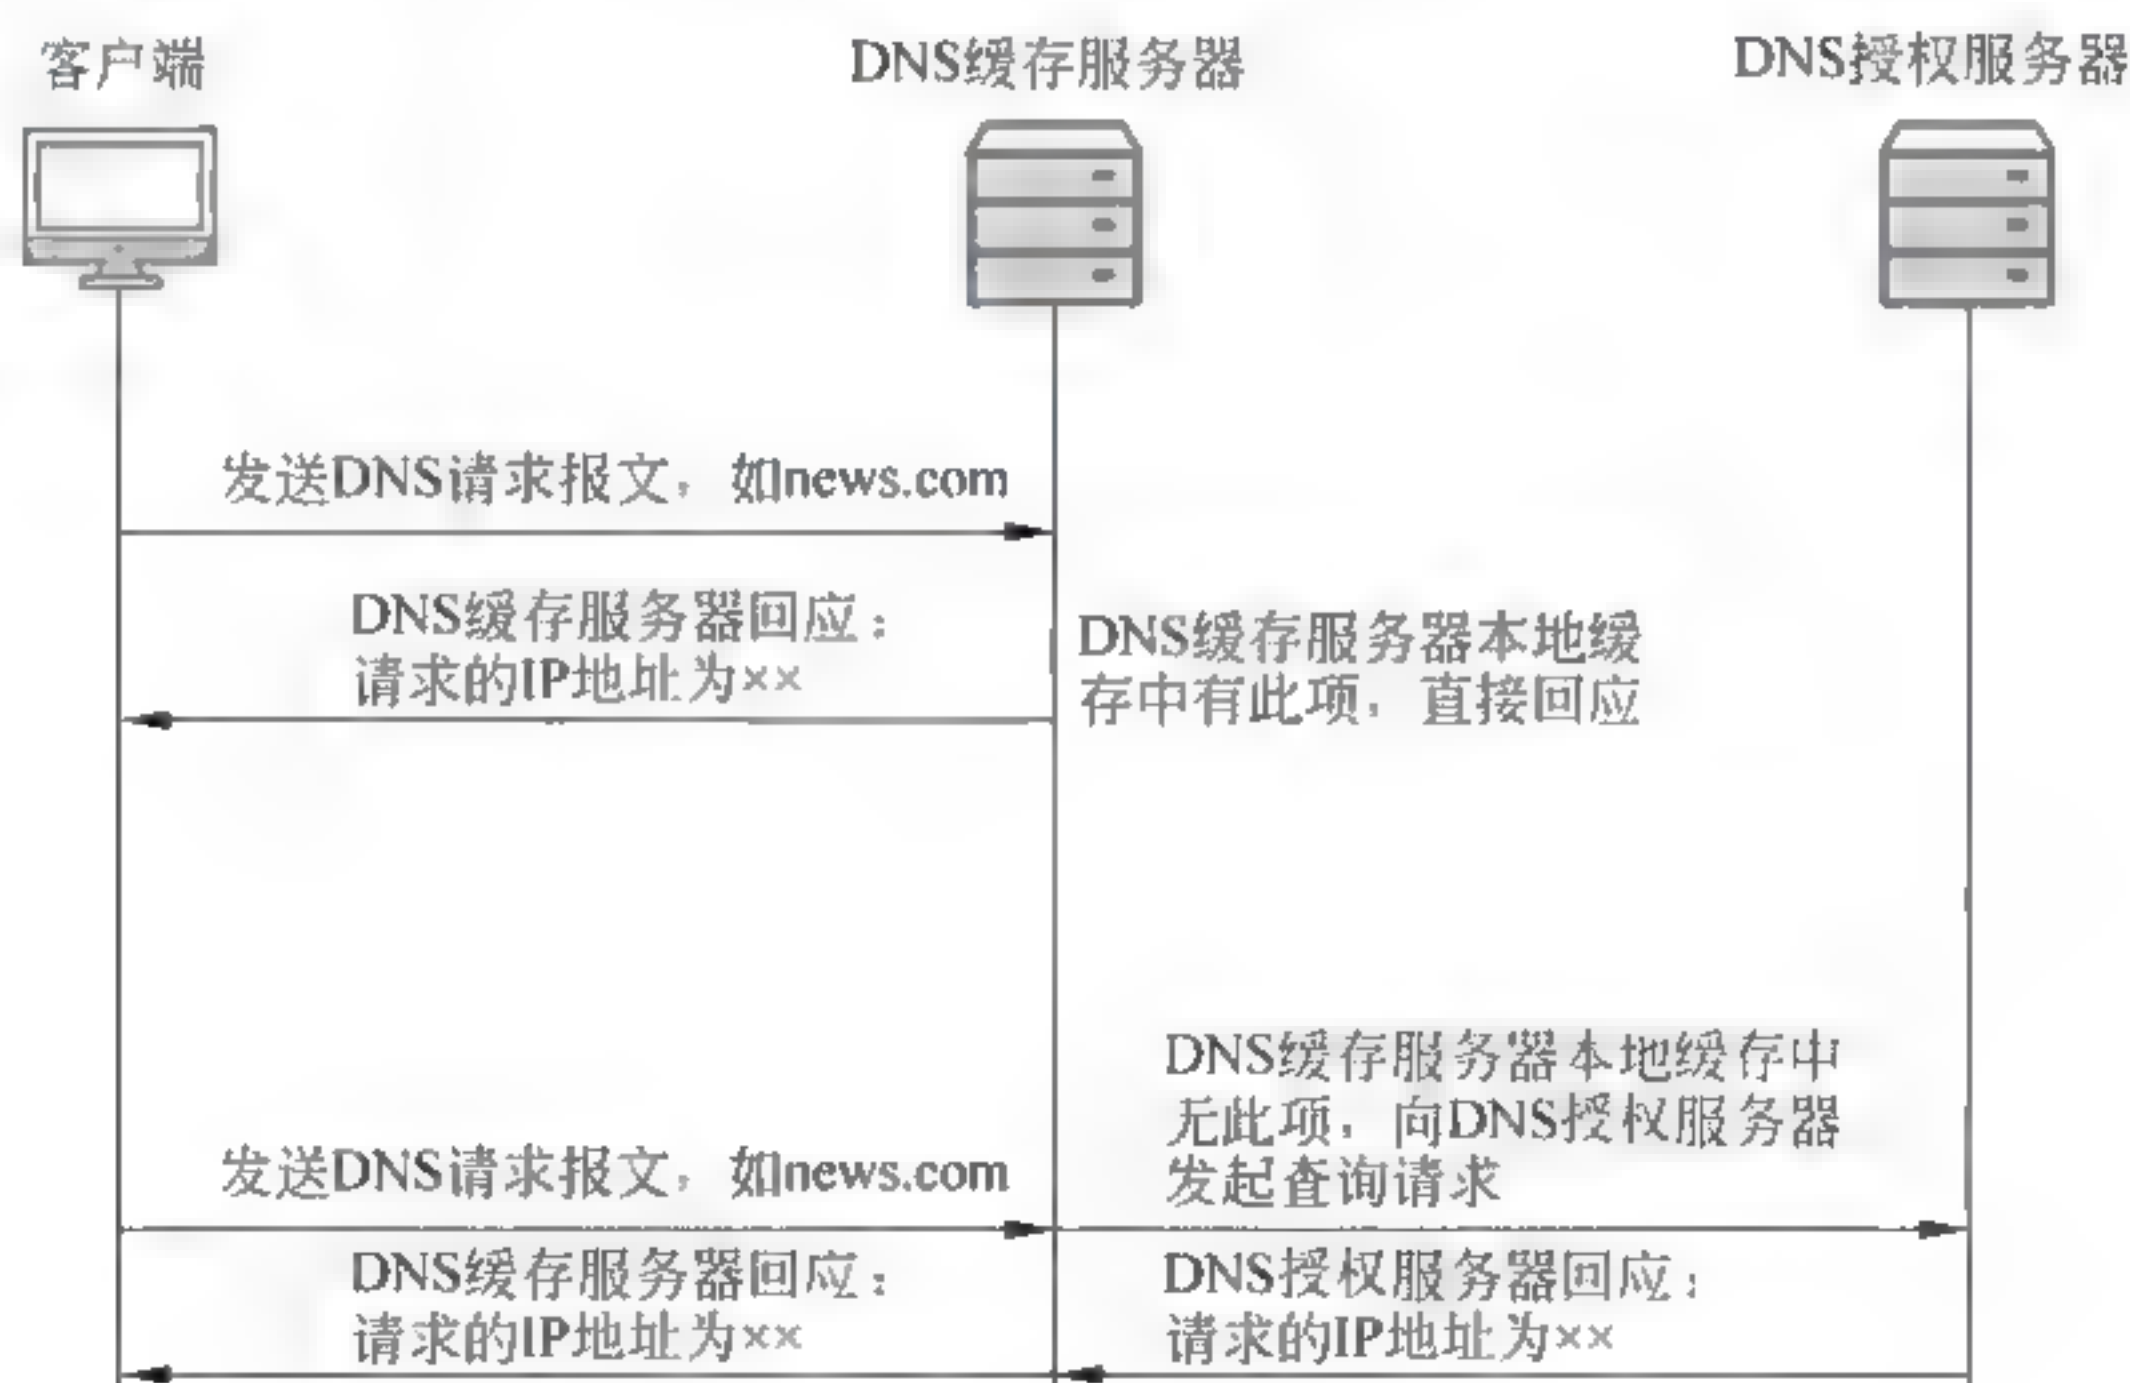 客户端
DNS缓存服务器
DNS授权服务器
发送DNS请求报文，如news.com
DNS缓存服务器回应：
请求的IP地址为××
DNS缓存服务器本地缓
存中有此项，直接回应
DNS缓存服务器本地缓存中
无此项，向DNS授权服务器
发起查询请求
发送DNS请求报文，如news.com
DNS缓存服务器回应：
请求的IP地址为××
DNS授权服务器回应：
请求的IP地址为××